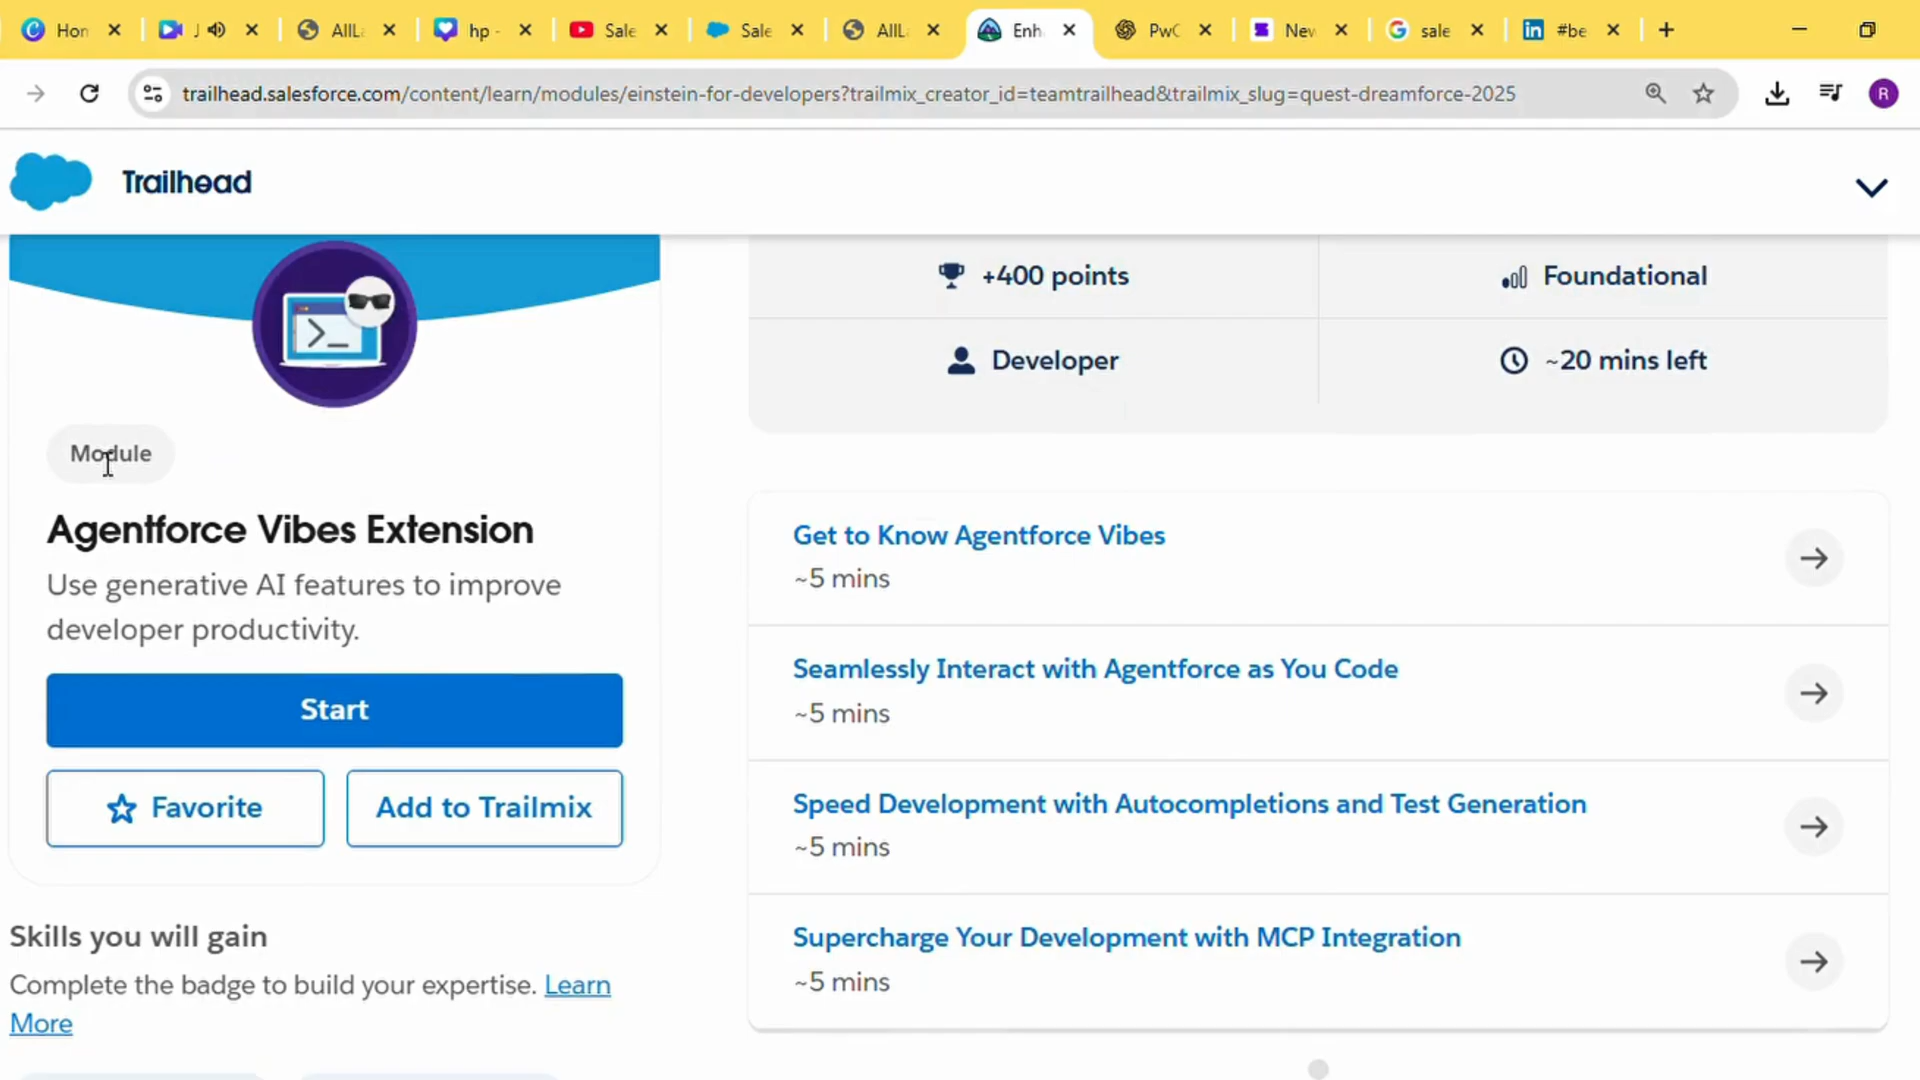 Hon
J
AllL
hp -
Sale
Sale
AllL
Enh
PwC
New
sale
#be
trailhead.salesforce.com/content/learn/modules/einstein-for-developers?trailmix_creator_id=teamtrailhead&trailmix_slug=quest-dreamforce-2025
R
Trailhead
Module
Agentforce Vibes Extension
Use generative AI features to improve
developer productivity.
Start
Favorite
Add to Trailmix
Skills you will gain
Complete the badge to build your expertise. Learn
More
+400 points
Foundational
Developer
~20 mins left
Get to Know Agentforce Vibes
~5 mins
Seamlessly Interact with Agentforce as You Code
~5 mins
Speed Development with Autocompletions and Test Generation
~5 mins
Supercharge Your Development with MCP Integration
~5 mins